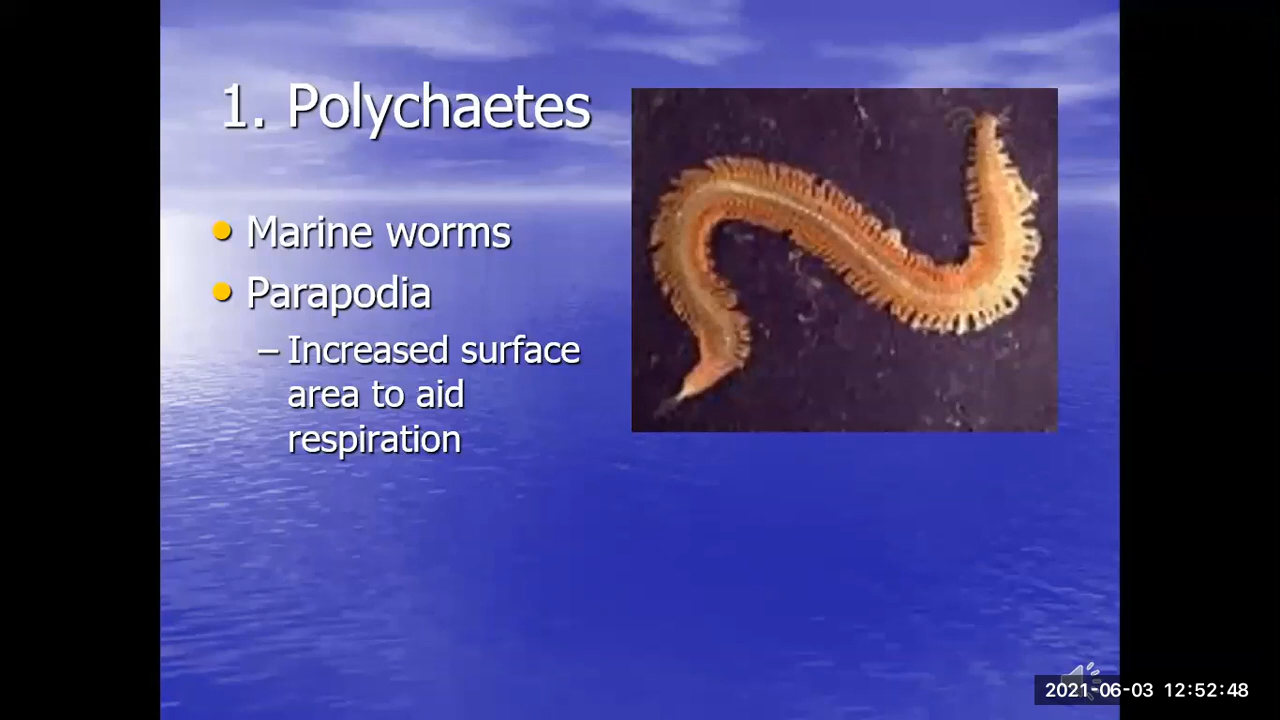 1. Polychaetes
• Marine worms
• Parapodia
– Increased surface
area to aid
respiration
2021-06-03 12:52:48